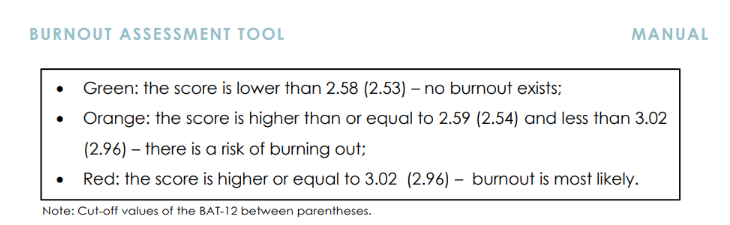 BURNOUT ASSESSMENT TOOL MANUAL
• Green: the score is lower than 2.58 (2.53) – no burnout exists;
• Orange: the score is higher than or equal to 2.59 (2.54) and less than 3.02
(2.96) – there is a risk of burning out;
• Red: the score is higher or equal to 3.02 (2.96) – burnout is most likely.
Note: Cut-off values of the BAT-12 between parentheses.